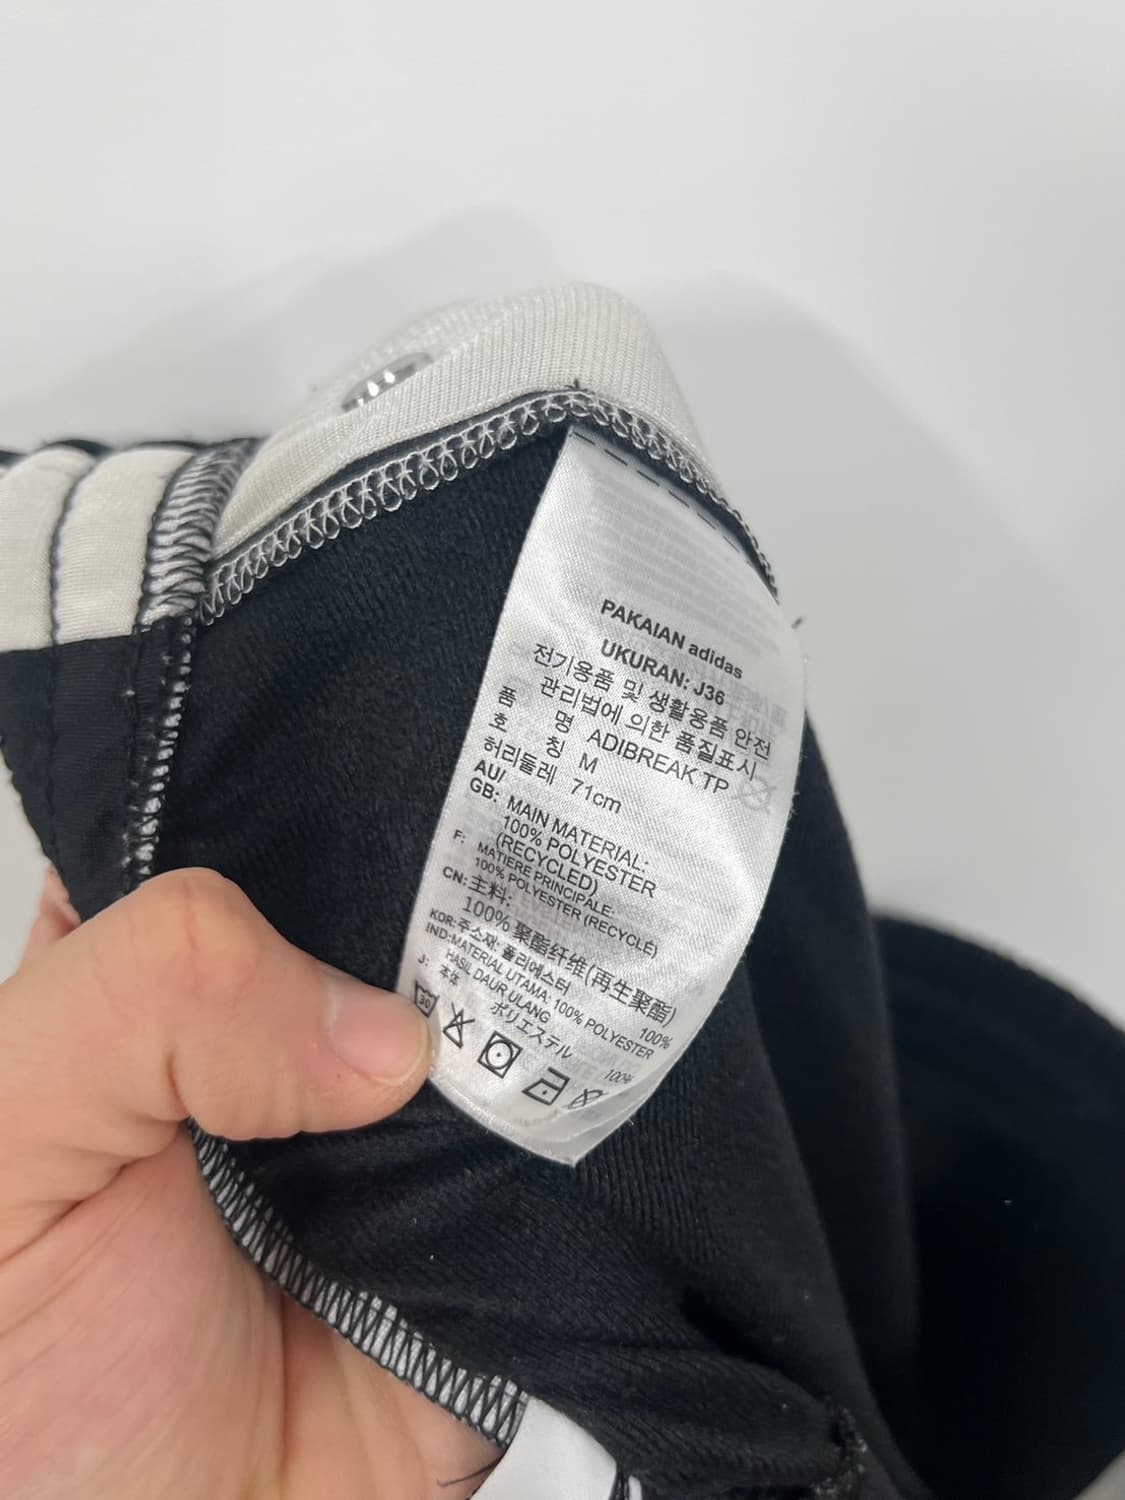 PAKAIAN adidas
UKURAN: J36
전기용품 및 생활용품 안전
관리법에 의한 품질표시
품 명 ADIBREAK TP
호 칭 M
허리둘레 71cm
AU/
GB: MAIN MATERIAL:
100% POLYESTER
(RECYCLED)
F: MATIERE PRINCIPALE:
100% POLYESTER (RECYCLÉ)
CN: 主料:
100% 聚酯纤维(再生聚酯)
KOR: 주소재: 폴리에스터 100%
IND:MATERIAL UTAMA: 100% POLYESTER
HASIL DAUR ULANG
J: 本体
ポリエステル 100%
30